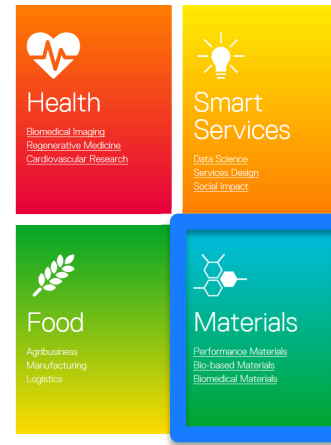 Health
Biomedical Imaging
Regenerative Medicine
Cardiovascular Research
Smart
Services
Data Science
Services Design
Social Impact
Food
Agribusiness
Manufacturing
Logistics
Materials
Performance Materials
Bio-based Materials
Biomedical Materials